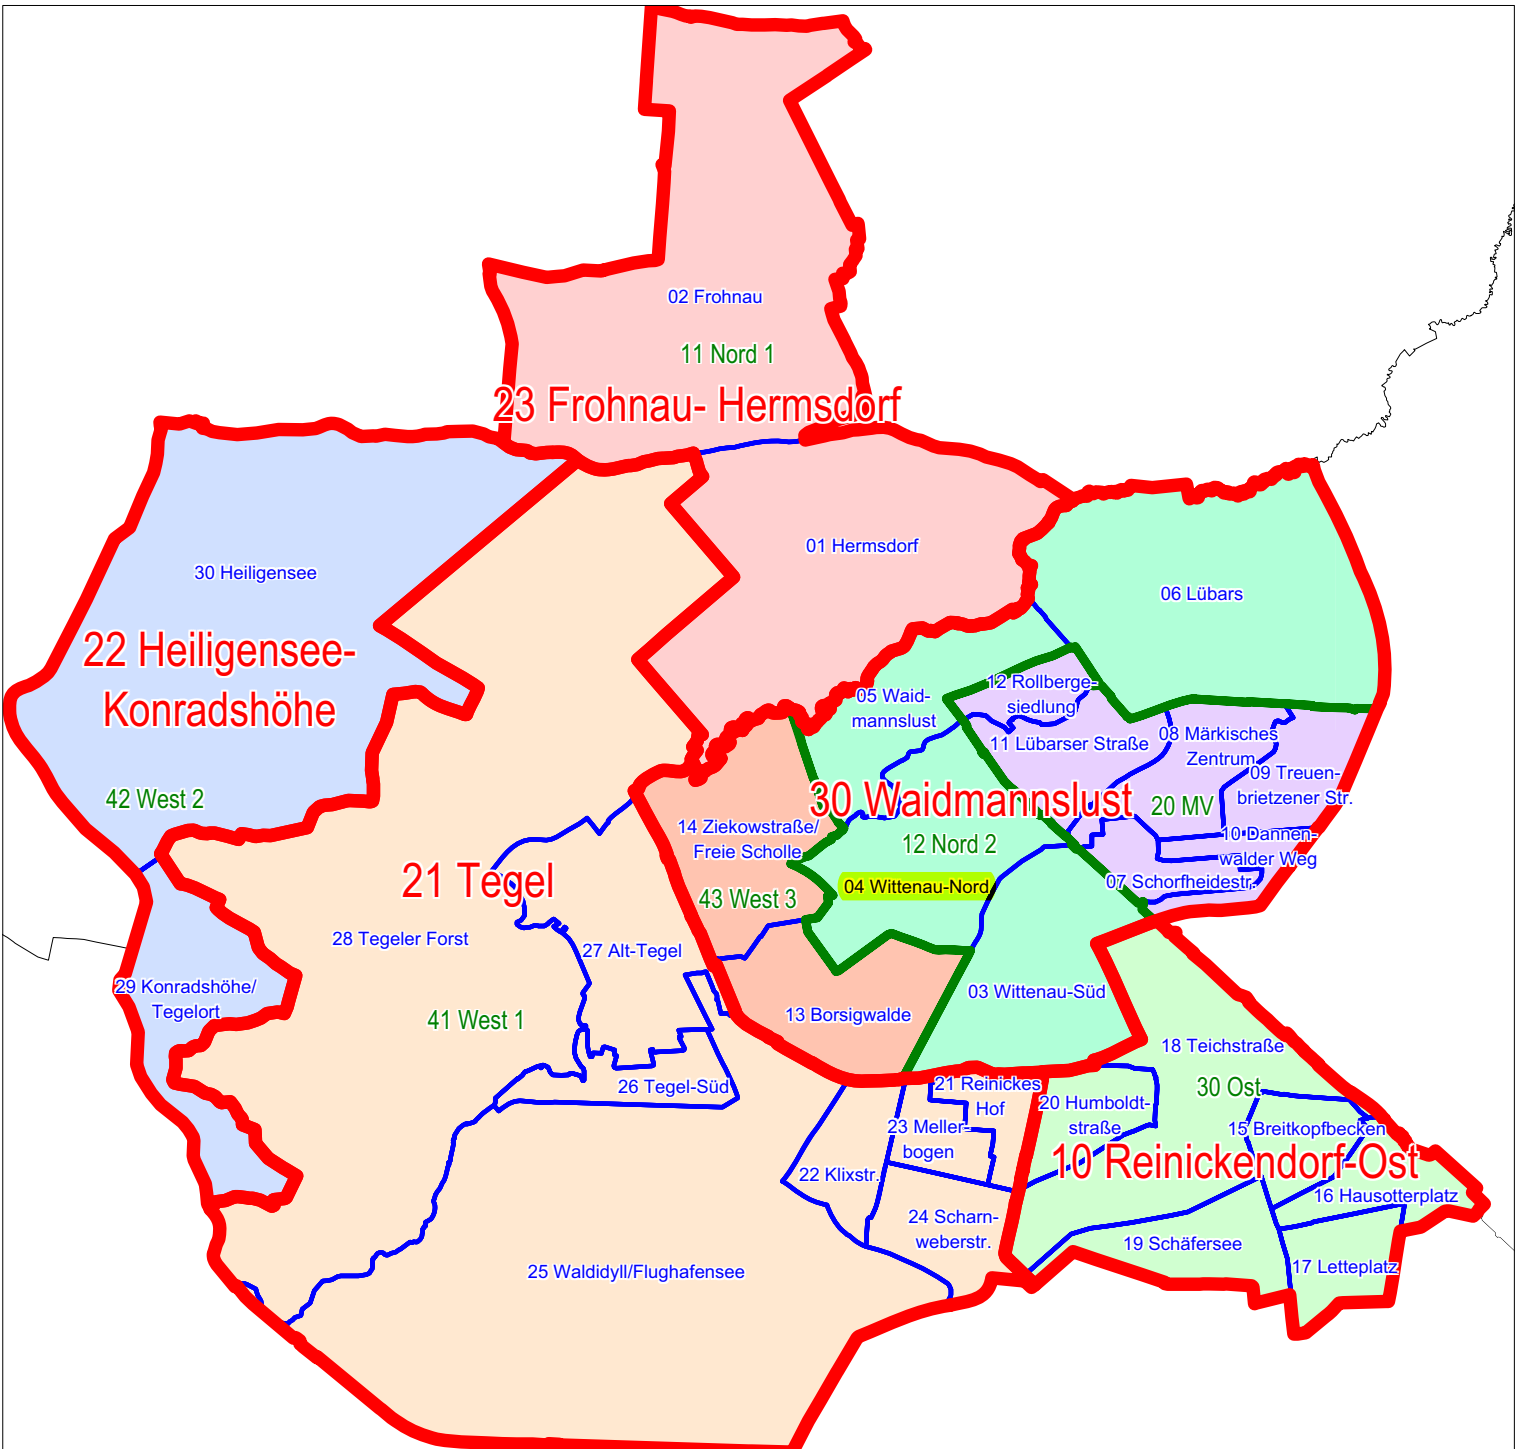 02 Frohnau
11 Nord 1
23 Frohnau- Hermsdorf
01 Hermsdorf
30 Heiligensee
06 Lübars
22 Heiligensee-
Konradshöhe
12 Rollberge-
siedlung
05 Waid-
mannslust
11 Lübarser Straße
08 Märkisches
Zentrum
09 Treuen-
brietzener Str.
42 West 2
30 Waidmannslust
20 MV
14 Ziekowstraße/
Freie Scholle
12 Nord 2
10 Dannen-
walder Weg
21 Tegel
04 Wittenau-Nord
07 Schorfheidestr.
43 West 3
28 Tegeler Forst
27 Alt-Tegel
29 Konradshöhe/
Tegelort
03 Wittenau-Süd
41 West 1
13 Borsigwalde
18 Teichstraße
26 Tegel-Süd
21 Reinickes
Hof
30 Ost
20 Humboldt-
straße
23 Meller-
bogen
15 Breitkopfbecken
10 Reinickendorf-Ost
22 Klixstr.
16 Hausotterplatz
24 Scharn-
weberstr.
19 Schäfersee
25 Waldidyll/Flughafensee
17 Letteplatz